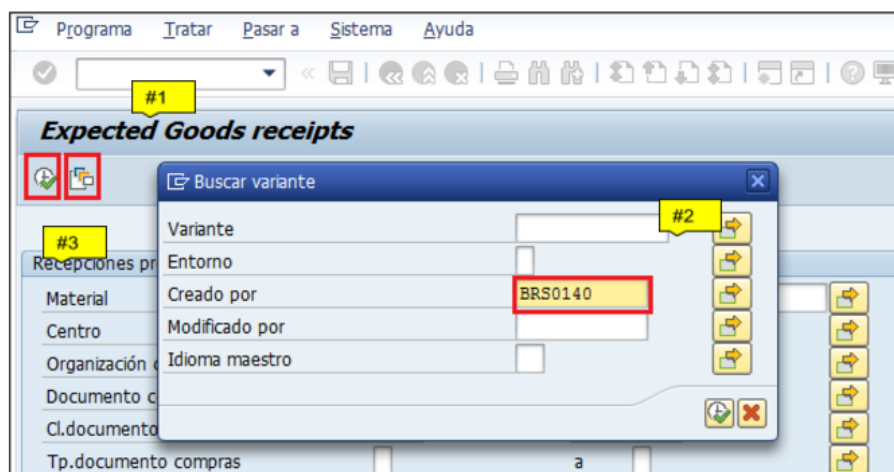 Programa Tratar Pasar a Sistema Ayuda
#1
Expected Goods receipts
Buscar variante
Variante
#2
#3
Recepciones pr
Entorno
Material
Creado por BRS0140
Centro
Modificado por
Organización
Idioma maestro
Documento c
Cl.documento
Tp.documento compras a